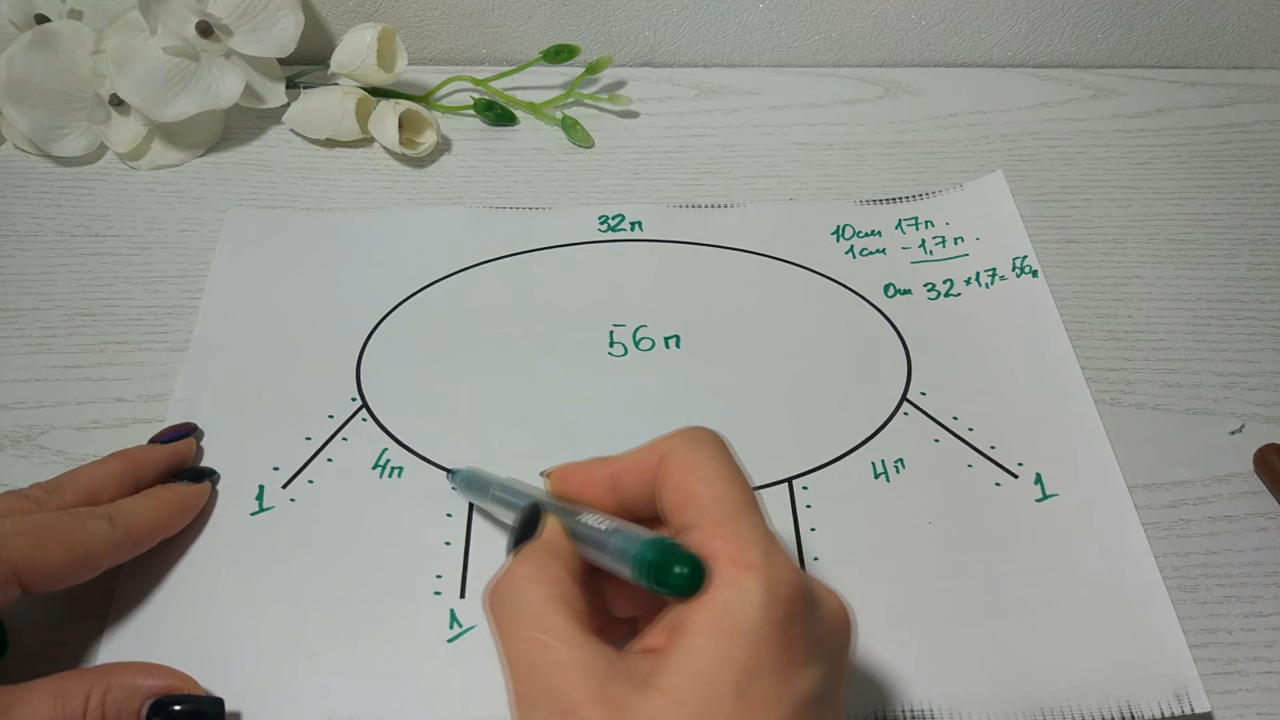 32п
10см 17п.
1см - 1,7п.
Ош 32 × 1,7 = 56п
56п
4п
4п
1
1
1